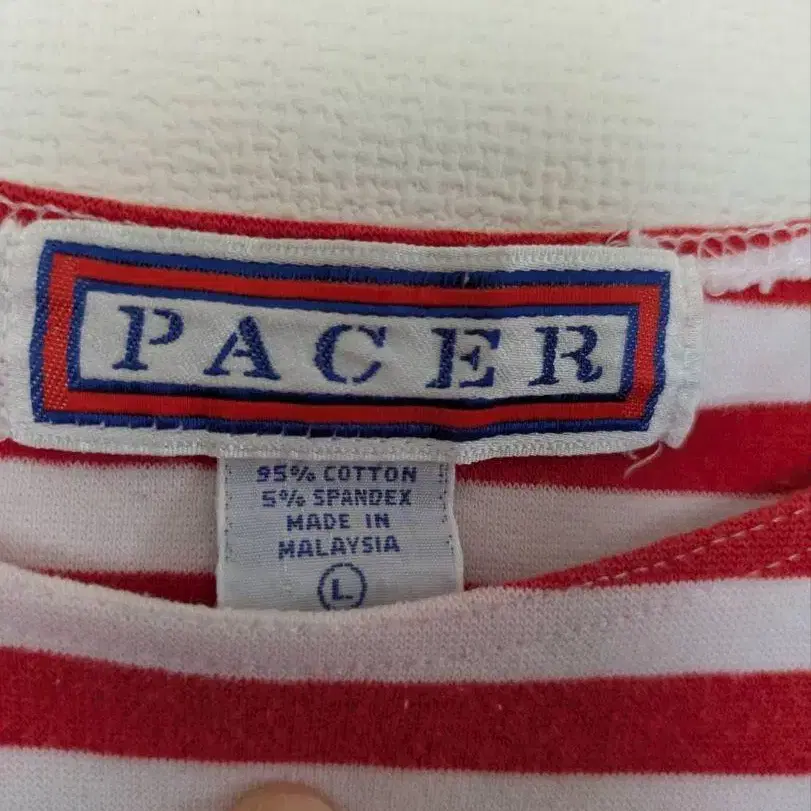 PACER
95% COTTON
5% SPANDEX
MADE IN
MALAYSIA
L